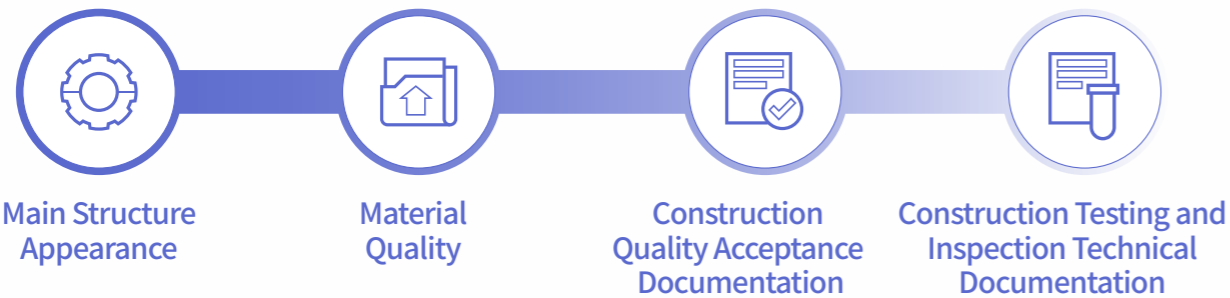 Main Structure
Appearance
Material
Quality
Construction
Quality Acceptance
Documentation
Construction Testing and
Inspection Technical
Documentation